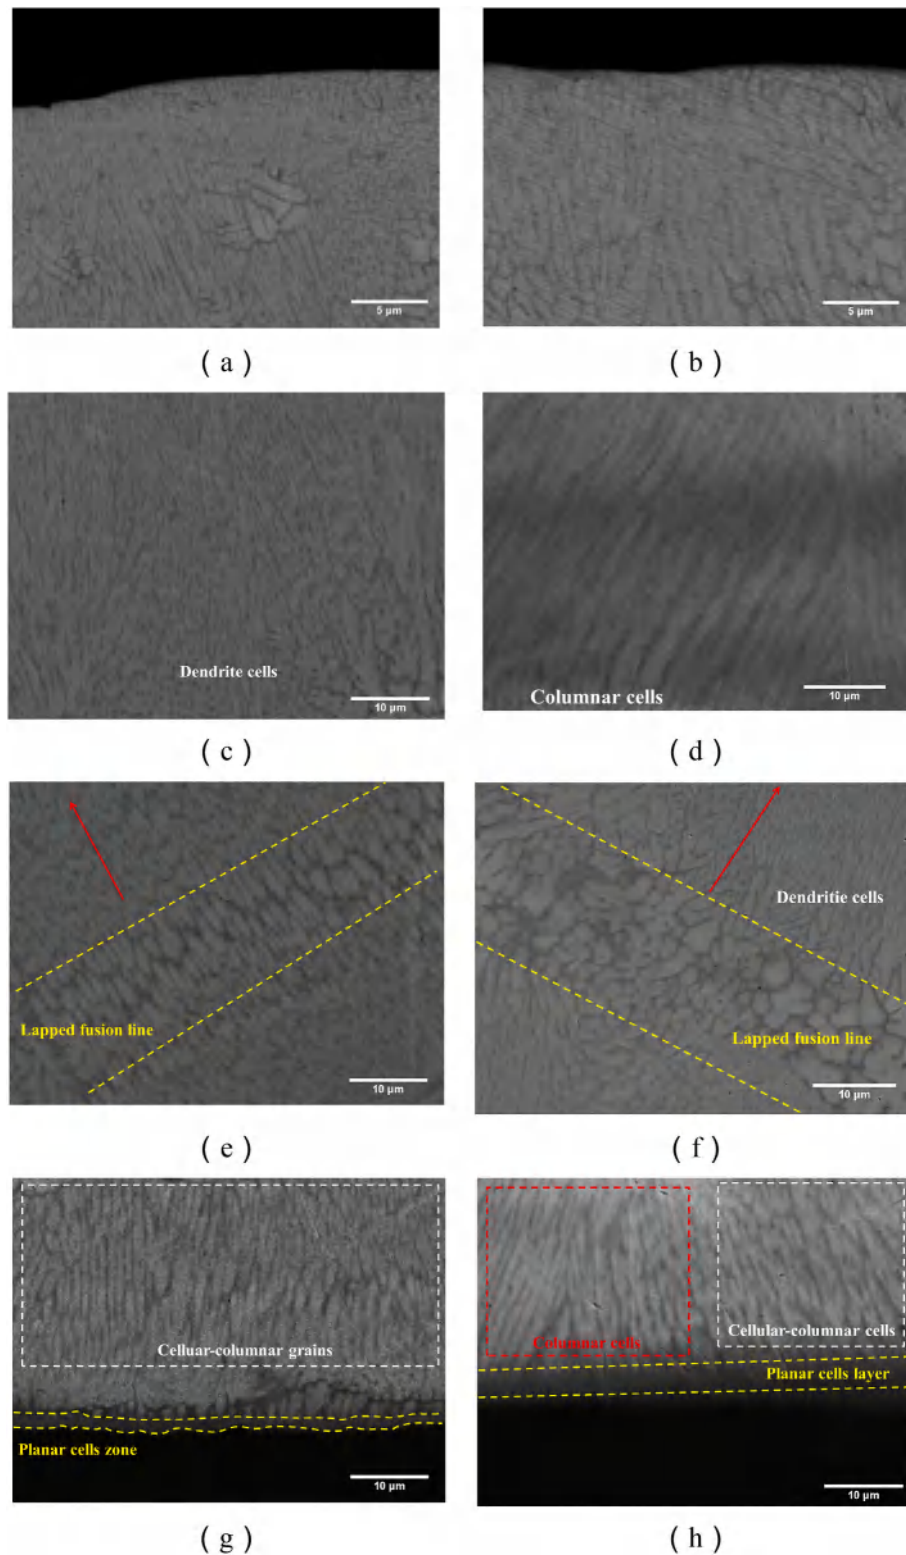 5 µm
5 µm
( a )
( b )
Dendrite cells
10 µm
Columnar cells
10 µm
( c )
( d )
Lapped fusion line
10 µm
Dendritie cells
Lapped fusion line
10 µm
( e )
( f )
Celluar-columnar grains
Planar cells zone
10 µm
Columnar cells
Cellular-columnar cells
Planar cells layer
10 µm
( g )
( h )